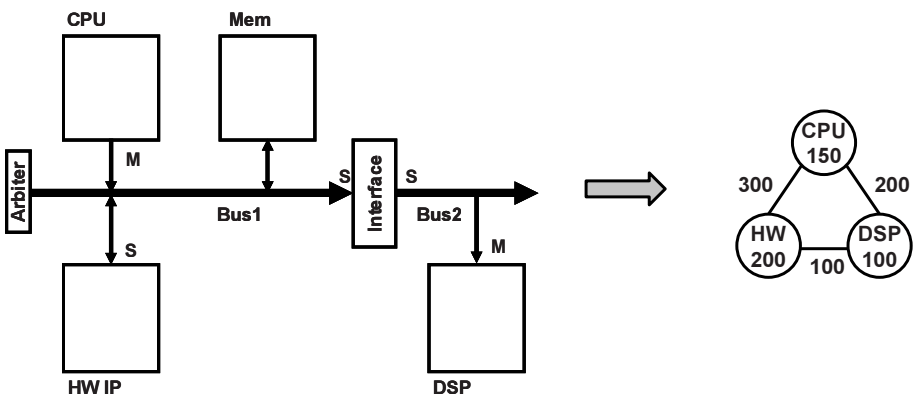 CPU
Mem
Arbiter
M
S
S
Interface
Bus1
Bus2
S
M
HW IP
DSP
CPU
150
300
200
HW
200
DSP
100
100